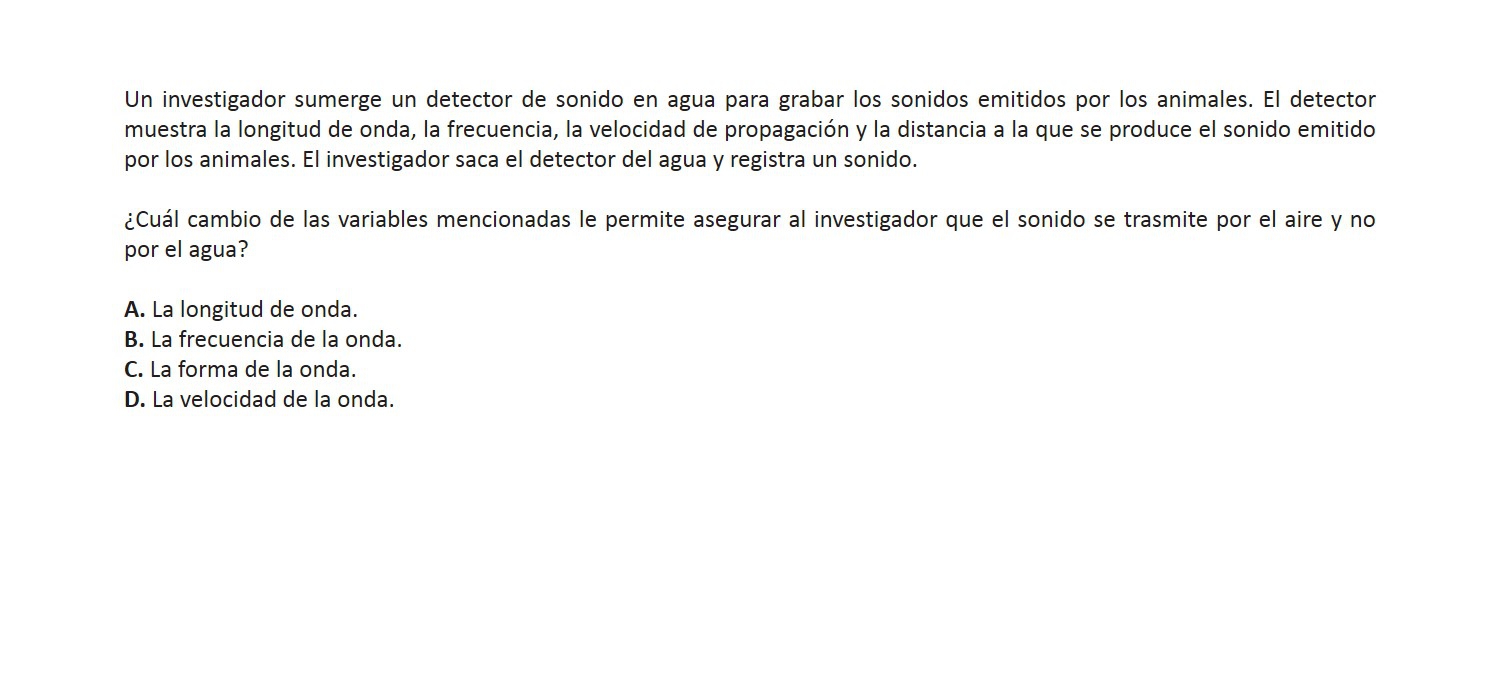 Un investigador sumerge un detector de sonido en agua para grabar los sonidos emitidos por los animales. El detector
muestra la longitud de onda, la frecuencia, la velocidad de propagación y la distancia a la que se produce el sonido emitido
por los animales. El investigador saca el detector del agua y registra un sonido.
¿Cuál cambio de las variables mencionadas le permite asegurar al investigador que el sonido se trasmite por el aire y no
por el agua?
A. La longitud de onda.
B. La frecuencia de la onda.
C. La forma de la onda.
D. La velocidad de la onda.